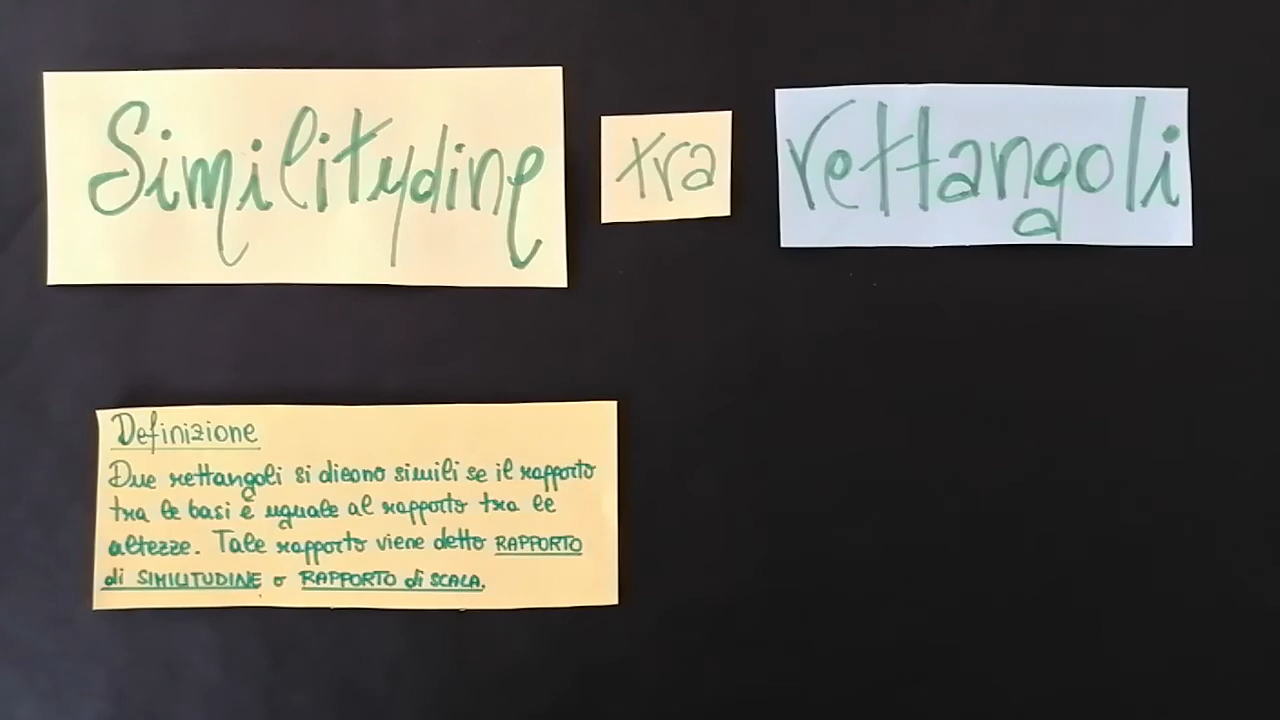 Similitudine tra rettangoli
Definizione
Due rettangoli si dicono simili se il rapporto
tra le basi è uguale al rapporto tra le
altezze. Tale rapporto viene detto RAPPORTO
di SIMILITUDINE o RAPPORTO di SCALA.